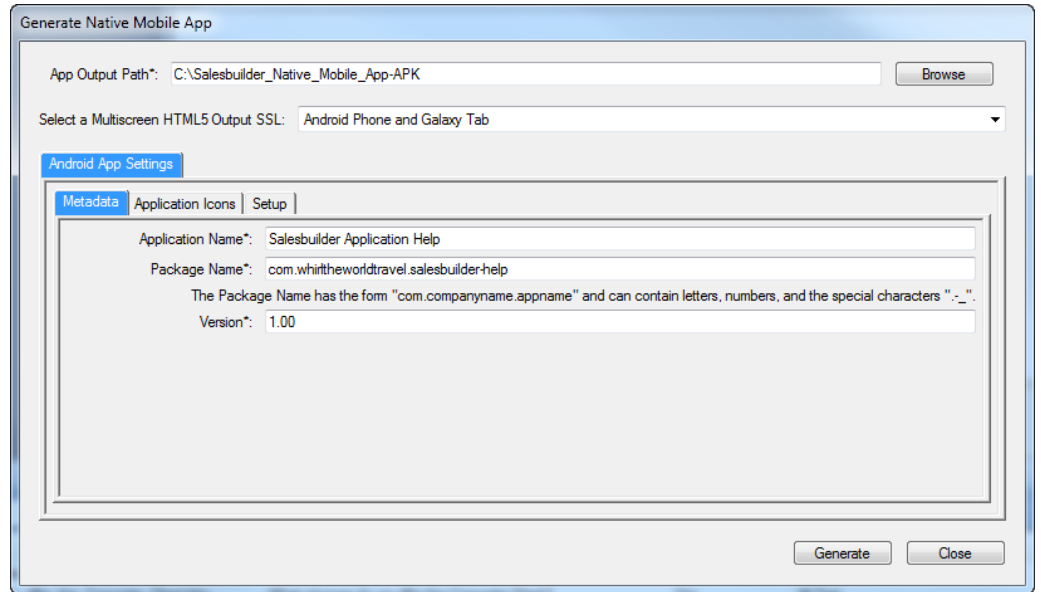 Generate Native Mobile App
App Output Path*: C:\Salesbuilder_Native_Mobile_App-APK Browse
Select a Multiscreen HTML5 Output SSL: Android Phone and Galaxy Tab
Android App Settings
Metadata Application Icons Setup
Application Name*: Salesbuilder Application Help
Package Name*: com.whirltheworldtravel.salesbuilder-help
The Package Name has the form "com.companyname.appname" and can contain letters, numbers, and the special characters ".-_".
Version*: 1.00
Generate Close